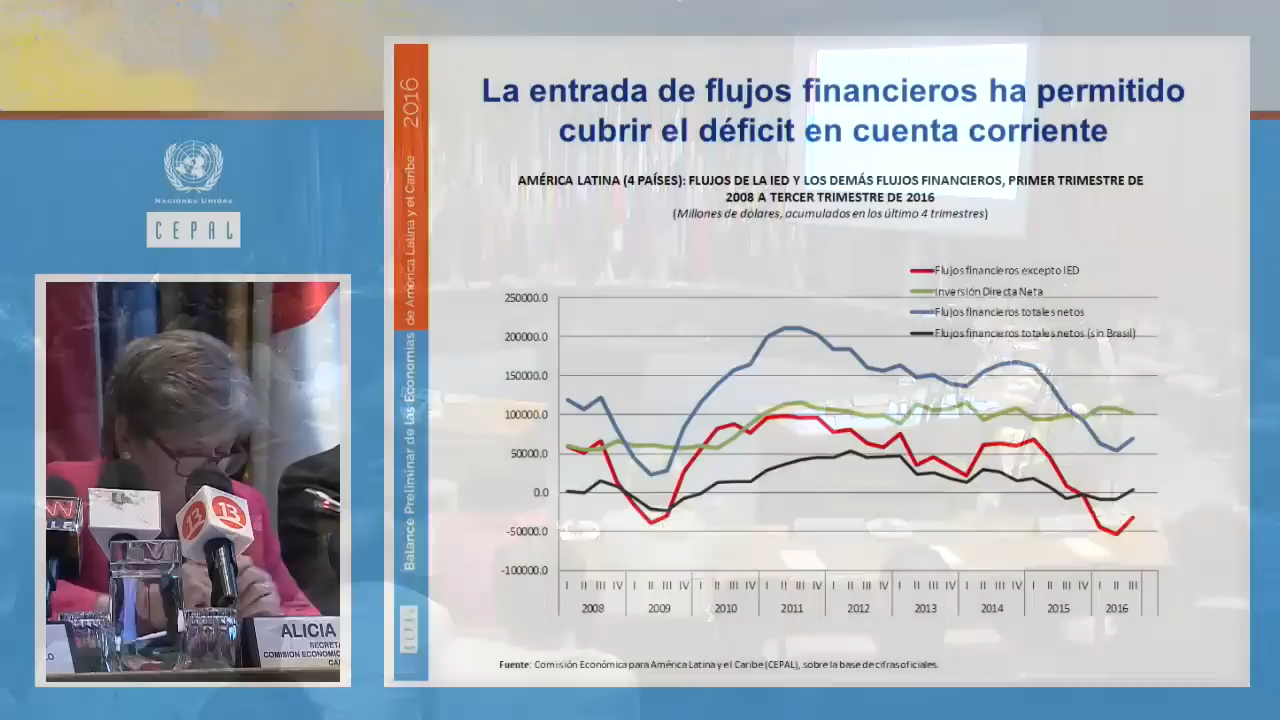 La entrada de flujos financieros ha permitido
cubrir el déficit en cuenta corriente
AMÉRICA LATINA (4 PAÍSES): FLUJOS DE LA IED Y LOS DEMÁS FLUJOS FINANCIEROS, PRIMER TRIMESTRE DE
2008 A TERCER TRIMESTRE DE 2016
(Millones de dólares, acumulados en los último 4 trimestres)
Flujos financieros excepto IED
Inversión Directa Neta
Flujos financieros totales netos
Flujos financieros totales netos (sin Brasil)
250000.0
200000.0
150000.0
100000.0
50000.0
0.0
-50000.0
-100000.0
I II III IV I II III IV I II III IV I II III IV I II III IV I II III IV I II III IV I II III IV I II III
2008 2009 2010 2011 2012 2013 2014 2015 2016
Fuente: Comisión Económica para América Latina y el Caribe (CEPAL), sobre la base de cifras oficiales.
Balance Preliminar de las Economías de América Latina y el Caribe 2016
CEPAL
NACIONES UNIDAS
CEPAL
13
13
ALICIA
SECRETA
COMISION ECONOMIC
CA